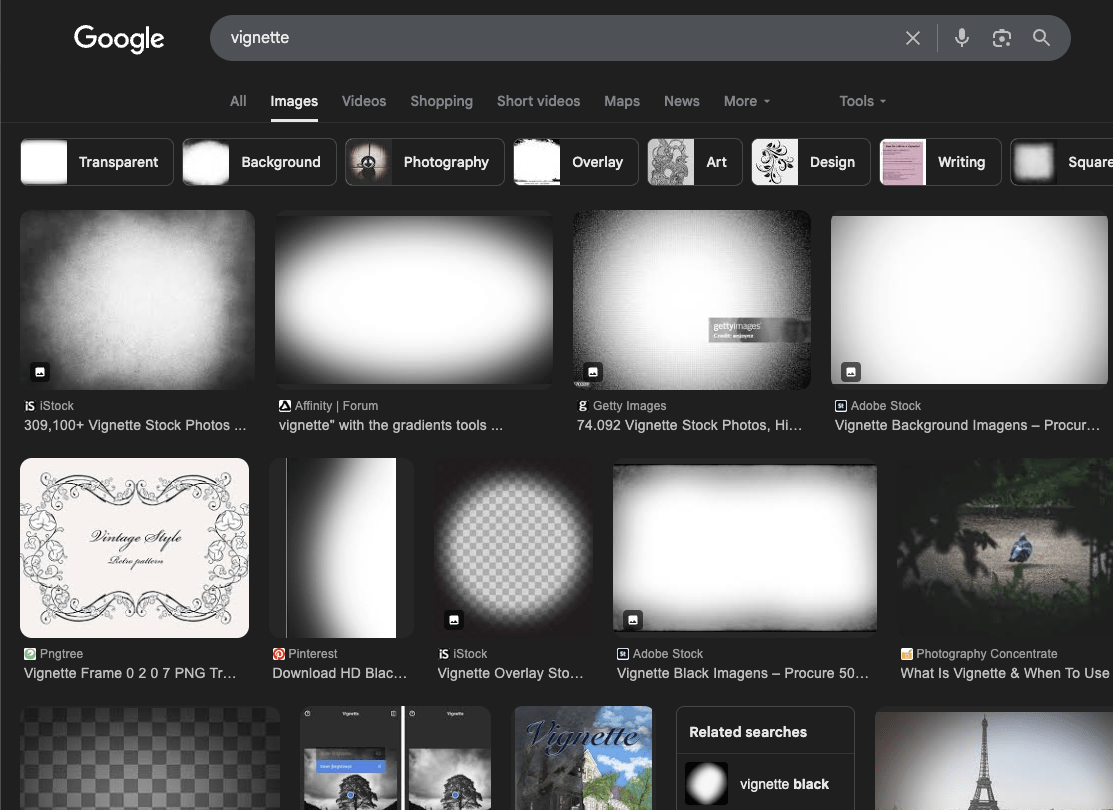 Google
vignette
All
Images
Videos
Shopping
Short videos
Maps
News
More
Tools
Transparent
Background
Photography
Overlay
Art
Design
Writing
Square
gettyimages
iS iStock
309,100+ Vignette Stock Photos ...
Affinity | Forum
vignette" with the gradients tools ...
Getty Images
74.092 Vignette Stock Photos, Hi...
St Adobe Stock
Vignette Background Imagens – Procur...
Vintage Style
Retro pattern
Pngtree
Vignette Frame 0 2 0 7 PNG Tr...
Pinterest
Download HD Blac...
iS iStock
Vignette Overlay Sto...
St Adobe Stock
Vignette Black Imagens – Procure 50...
Photography Concentrate
What Is Vignette & When To Use
Vignette
Vignette
Vignette
Related searches
vignette black